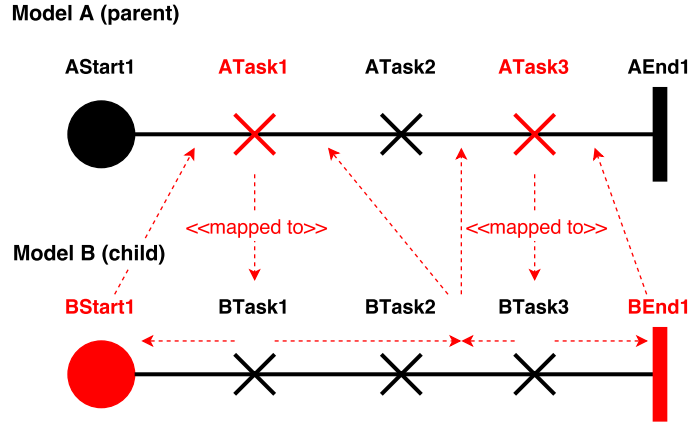 Model A (parent)
AStart1 ATask1 ATask2 ATask3 AEnd1
<<mapped to>> <<mapped to>>
Model B (child)
BStart1 BTask1 BTask2 BTask3 BEnd1